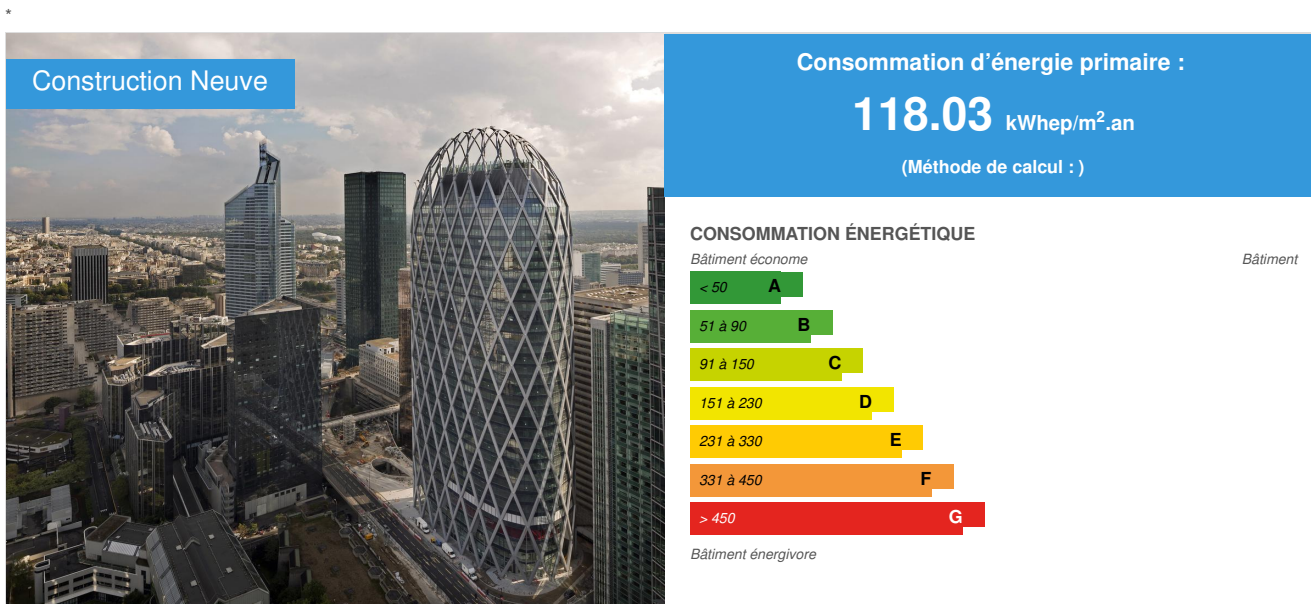 *
Construction Neuve
Consommation d'énergie primaire :
118.03 kWhep/m².an
(Méthode de calcul : )
CONSOMMATION ÉNERGÉTIQUE
Bâtiment économe
Bâtiment
< 50 A
51 à 90 B
91 à 150 C
151 à 230 D
231 à 330 E
331 à 450 F
> 450 G
Bâtiment énergivore